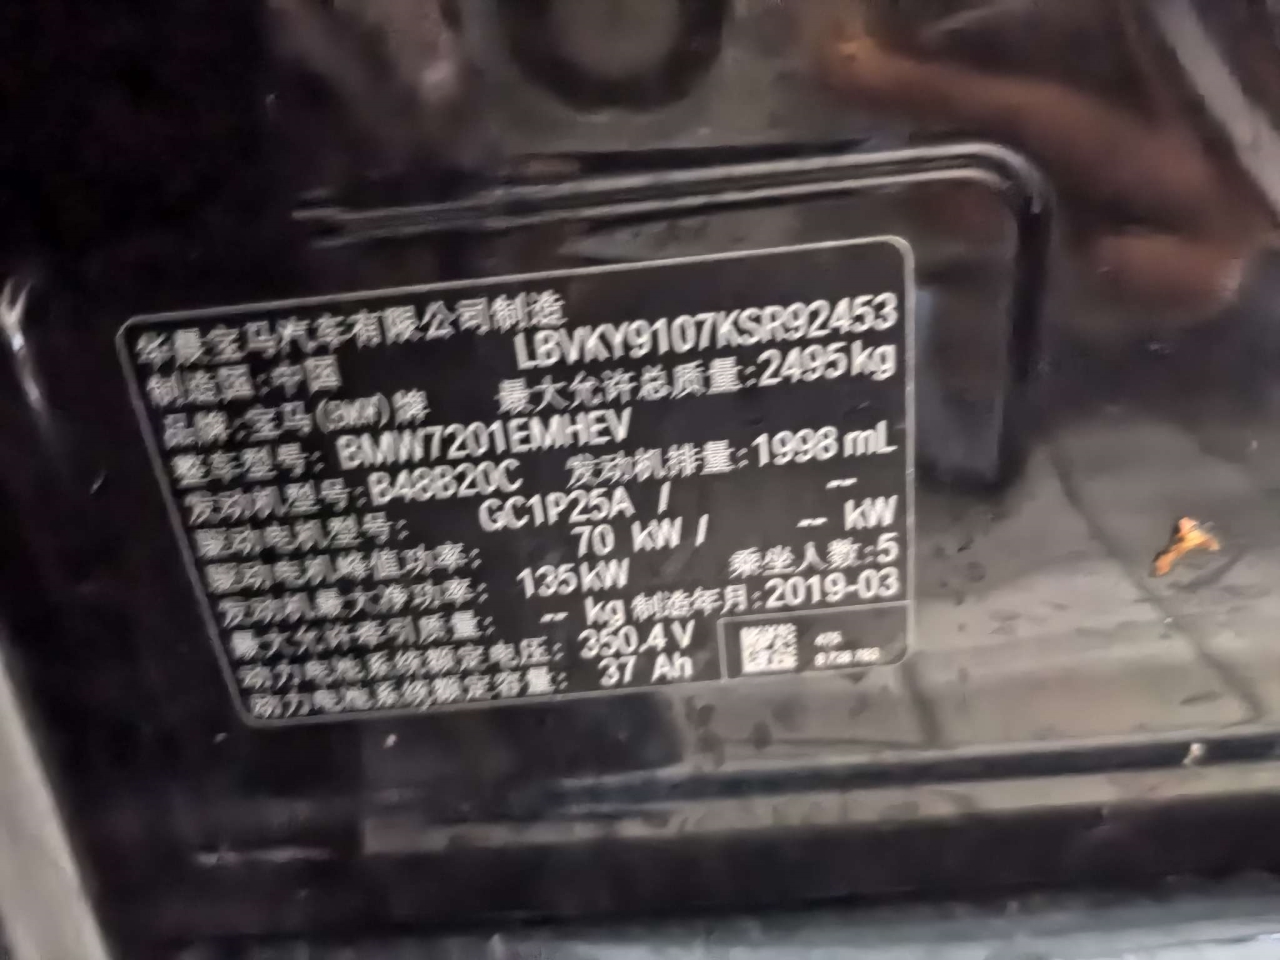 华晨宝马汽车有限公司制造
制造国:中国 LBVKY9107KSR92453
品牌:宝马(BMW)牌 最大允许总质量:2495kg
整车型号: BMW7201EMHEV
发动机型号:B48B20C 发动机排量:1998 mL
驱动电机型号: GC1P25A / --
驱动电机峰值功率: 70 kW / -- kW
发动机最大净功率: 135kW 乘坐人数:5
最大允许牵引质量: -- kg 制造年月:2019-03
动力电池系统额定电压: 350.4 V
动力电池系统额定容量: 37 Ah